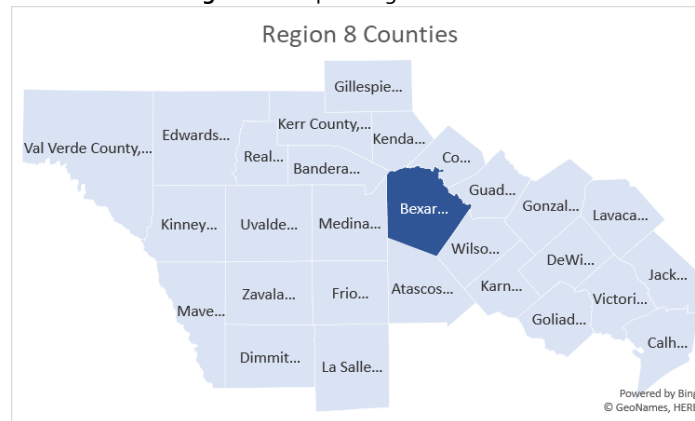 Region 8 Counties
Gillespie...
Val Verde County,...
Edwards...
Kerr County,...
Kenda...
Real...
Bandera...
Co...
Guad...
Bexar...
Gonzal...
Lavaca...
Kinney...
Uvalde...
Medina...
Wilso...
DeWi...
Jack...
Mave...
Zavala...
Frio...
Atascos...
Karn...
Victori...
Goliad...
Calh...
Dimmit...
La Salle...
Powered by Bing
© GeoNames, HERE